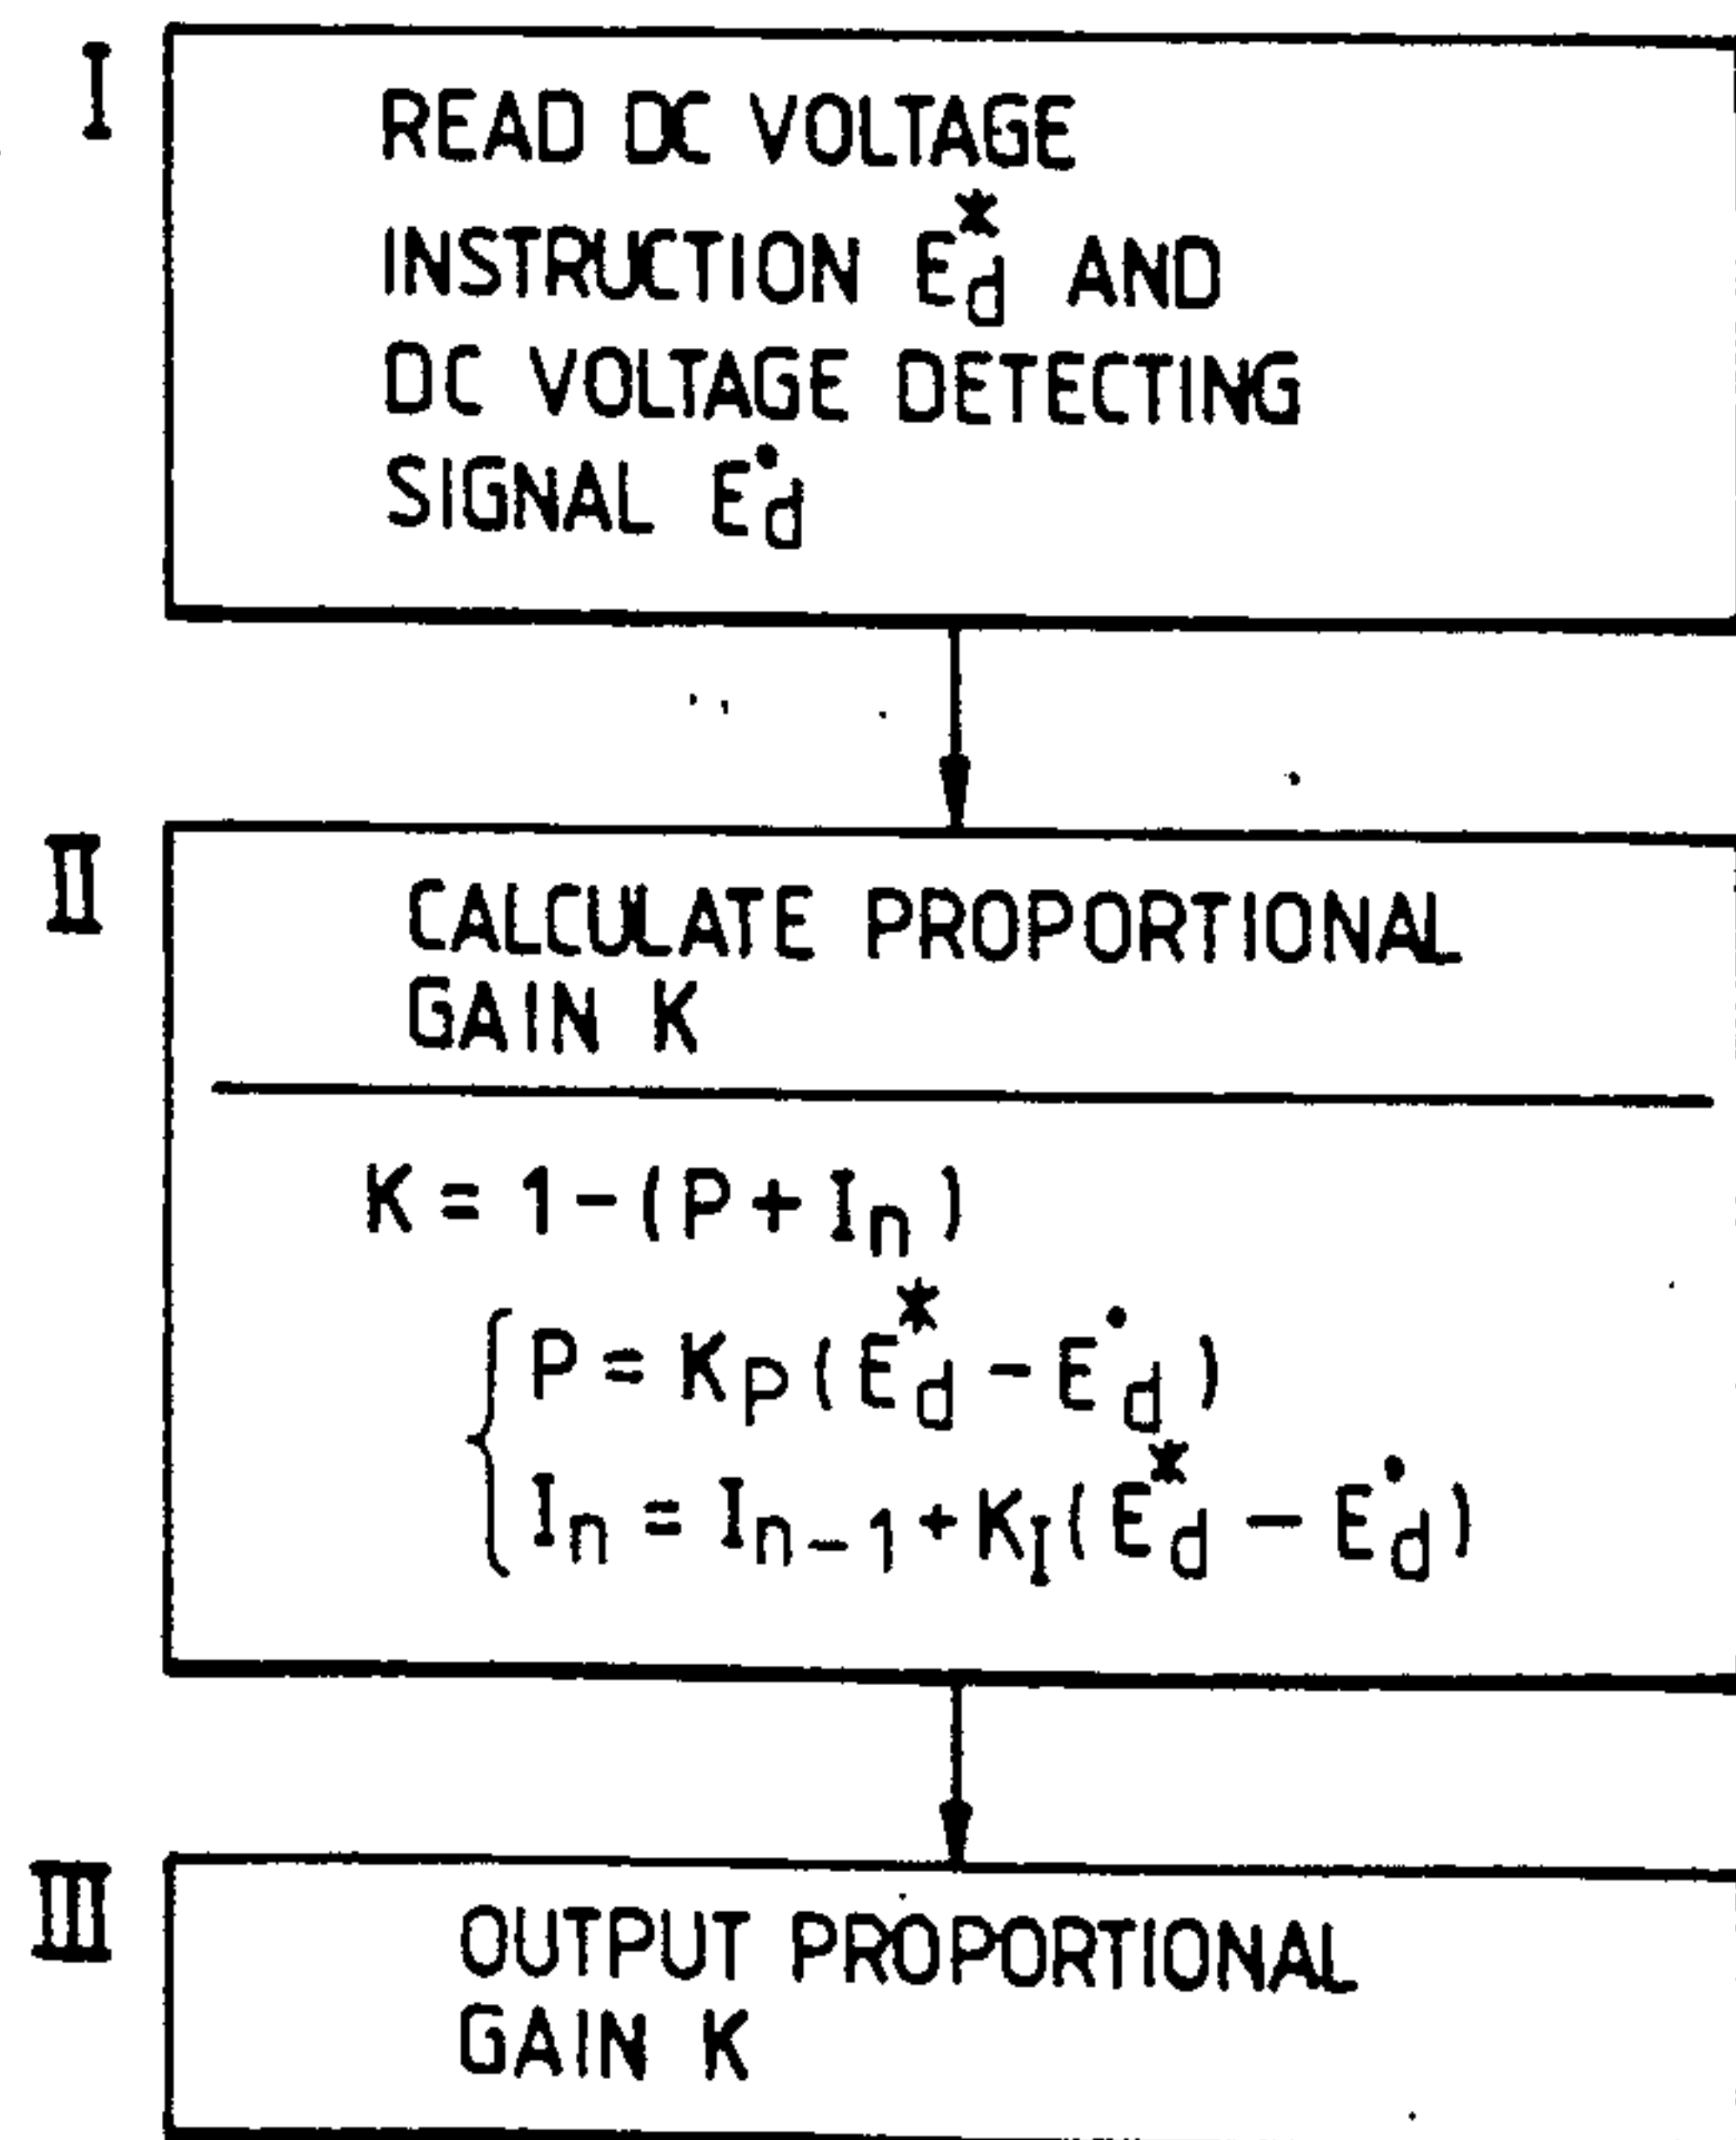 I
READ DC VOLTAGE
INSTRUCTION E*d AND
DC VOLTAGE DETECTING
SIGNAL E•d
II
CALCULATE PROPORTIONAL
GAIN K
K = 1 - (P + In)
P = KP (E*d - E•d)
In = In-1 + KI (E*d - E•d)
III
OUTPUT PROPORTIONAL
GAIN K